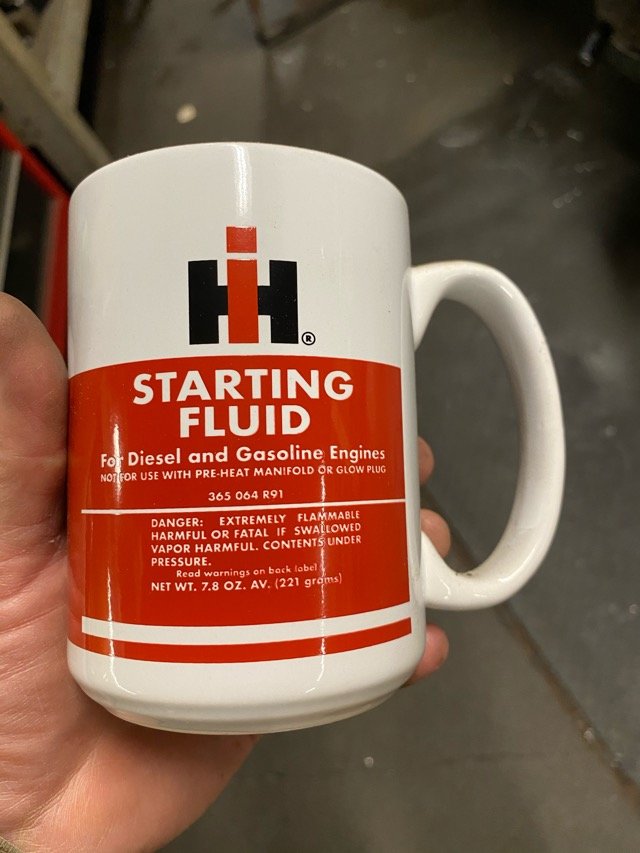 IH®
STARTING
FLUID
For Diesel and Gasoline Engines
NOT FOR USE WITH PRE-HEAT MANIFOLD OR GLOW PLUG
365 064 R91
DANGER: EXTREMELY FLAMMABLE
HARMFUL OR FATAL IF SWALLOWED
VAPOR HARMFUL. CONTENTS UNDER
PRESSURE.
Read warnings on back label
NET WT. 7.8 OZ. AV. (221 grams)